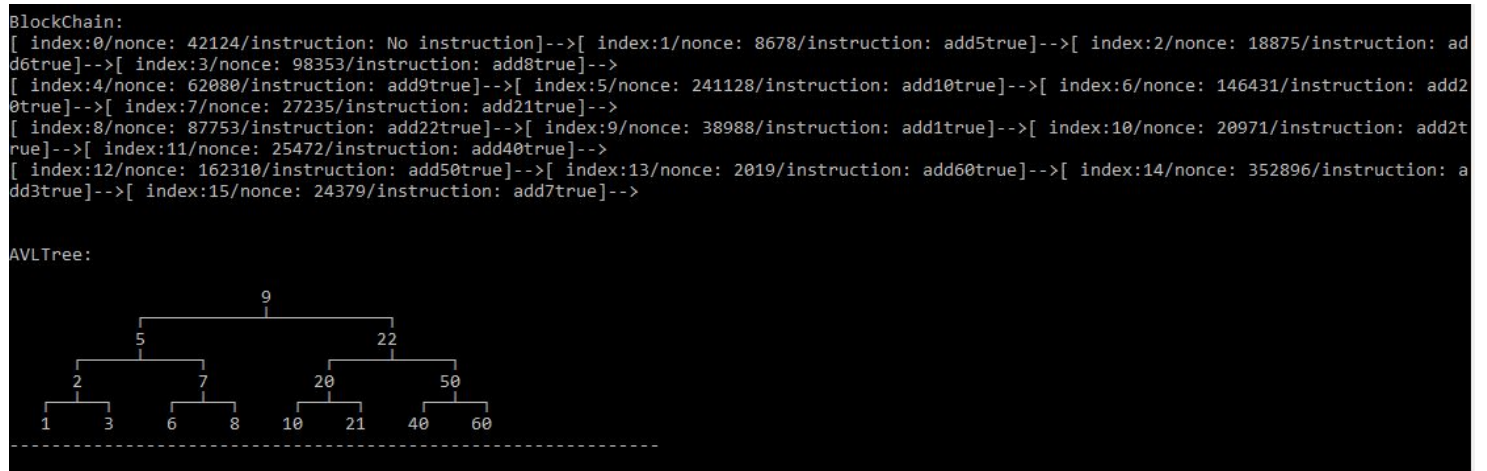 BlockChain:
[ index:0/nonce: 42124/instruction: No instruction]-->[ index:1/nonce: 8678/instruction: add5true]-->[ index:2/nonce: 18875/instruction: ad
d6true]-->[ index:3/nonce: 98353/instruction: add8true]-->
[ index:4/nonce: 62080/instruction: add9true]-->[ index:5/nonce: 241128/instruction: add10true]-->[ index:6/nonce: 146431/instruction: add2
0true]-->[ index:7/nonce: 27235/instruction: add21true]-->
[ index:8/nonce: 87753/instruction: add22true]-->[ index:9/nonce: 38988/instruction: add1true]-->[ index:10/nonce: 20971/instruction: add2t
rue]-->[ index:11/nonce: 25472/instruction: add40true]-->
[ index:12/nonce: 162310/instruction: add50true]-->[ index:13/nonce: 2019/instruction: add60true]-->[ index:14/nonce: 352896/instruction: a
dd3true]-->[ index:15/nonce: 24379/instruction: add7true]-->
AVLTree:
9
5 22
2 7 20 50
1 3 6 8 10 21 40 60
--------------------------------------------------------------